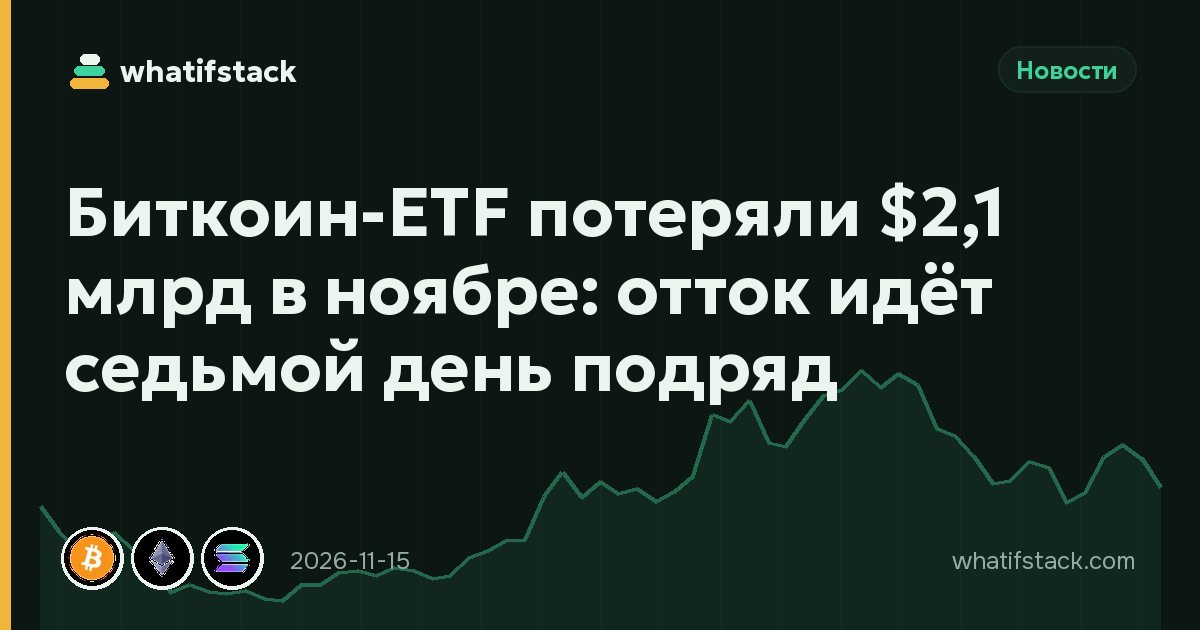 whatifstack
Новости
Биткоин-ETF потеряли $2,1
млрд в ноябре: отток идёт
седьмой день подряд
2026-11-15
whatifstack.com